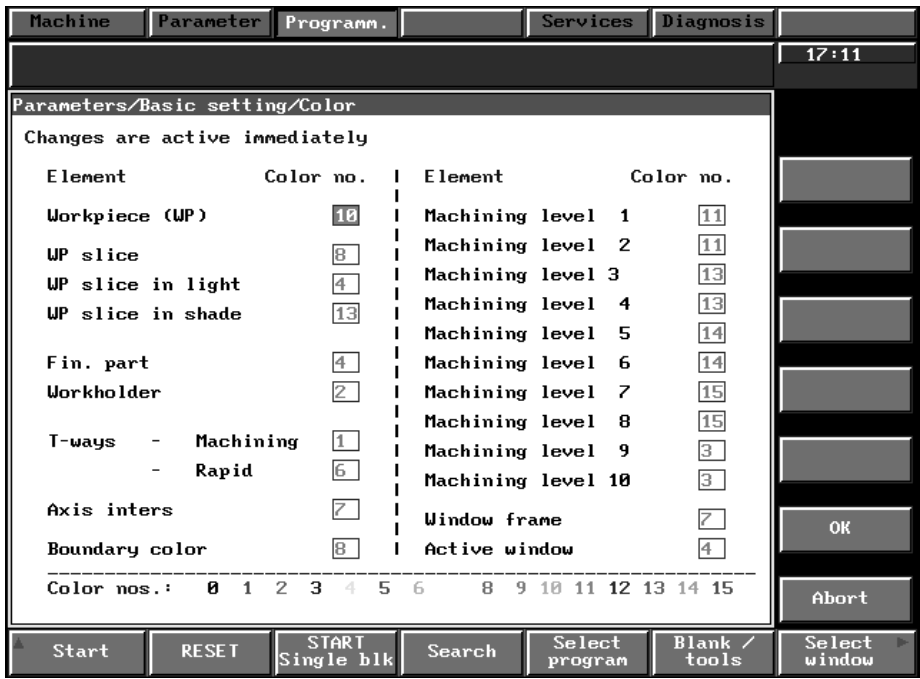 Machine Parameter Programm. Services Diagnosis
17:11
Parameters/Basic setting/Color
Changes are active immediately
Element Color no. Element Color no.
Workpiece (WP) 10 Machining level 1 11
WP slice 8 Machining level 2 11
WP slice in light 4 Machining level 3 13
WP slice in shade 13 Machining level 4 13
Machining level 5 14
Fin. part 4 Machining level 6 14
Workholder 2 Machining level 7 15
Machining level 8 15
T-ways - Machining 1 Machining level 9 3
- Rapid 6 Machining level 10 3
Axis inters 7 Window frame 7
Boundary color 8 Active window 4
OK
Color nos.: 0 1 2 3 4 5 6 8 9 10 11 12 13 14 15
Abort
Start RESET START Single blk Search Select program Blank / tools Select window